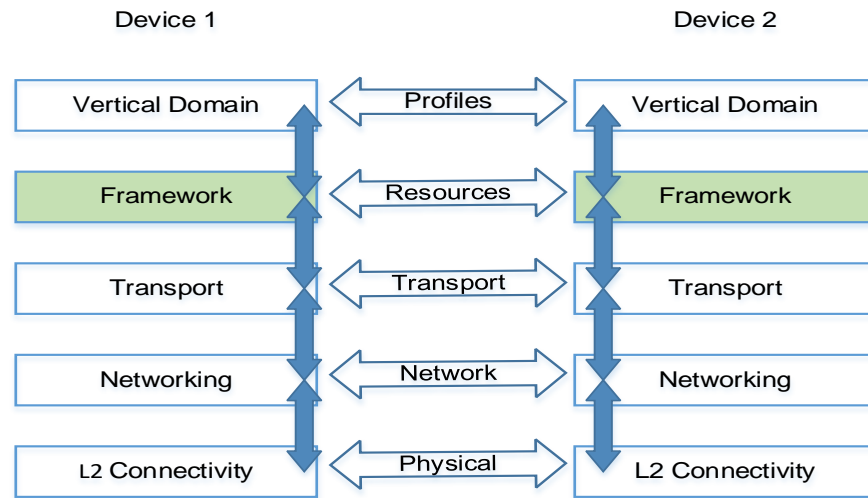 Device 1
Device 2
Vertical Domain
Profiles
Vertical Domain
Framework
Resources
Framework
Transport
Transport
Transport
Networking
Network
Networking
L2 Connectivity
Physical
L2 Connectivity